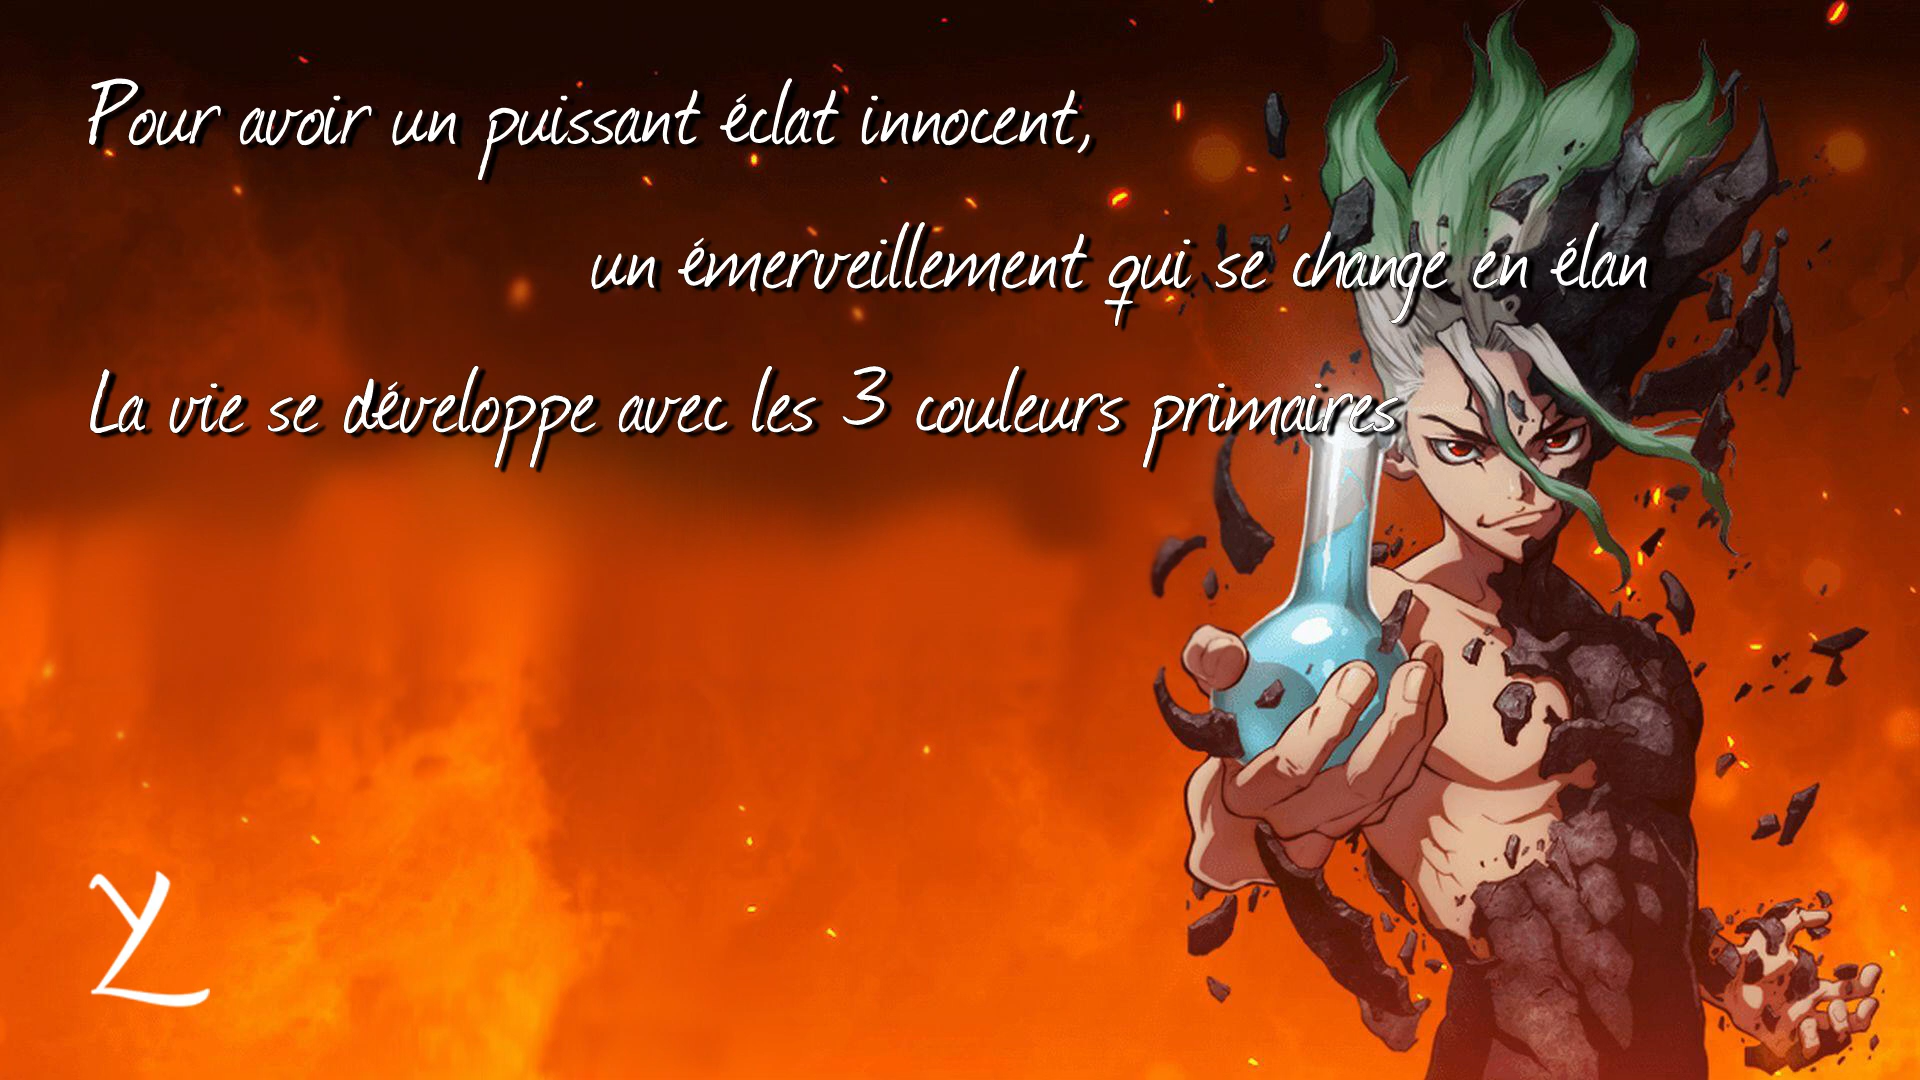 Pour avoir un puissant éclat innocent,
un émerveillement qui se change en élan
La vie se développe avec les 3 couleurs primaires